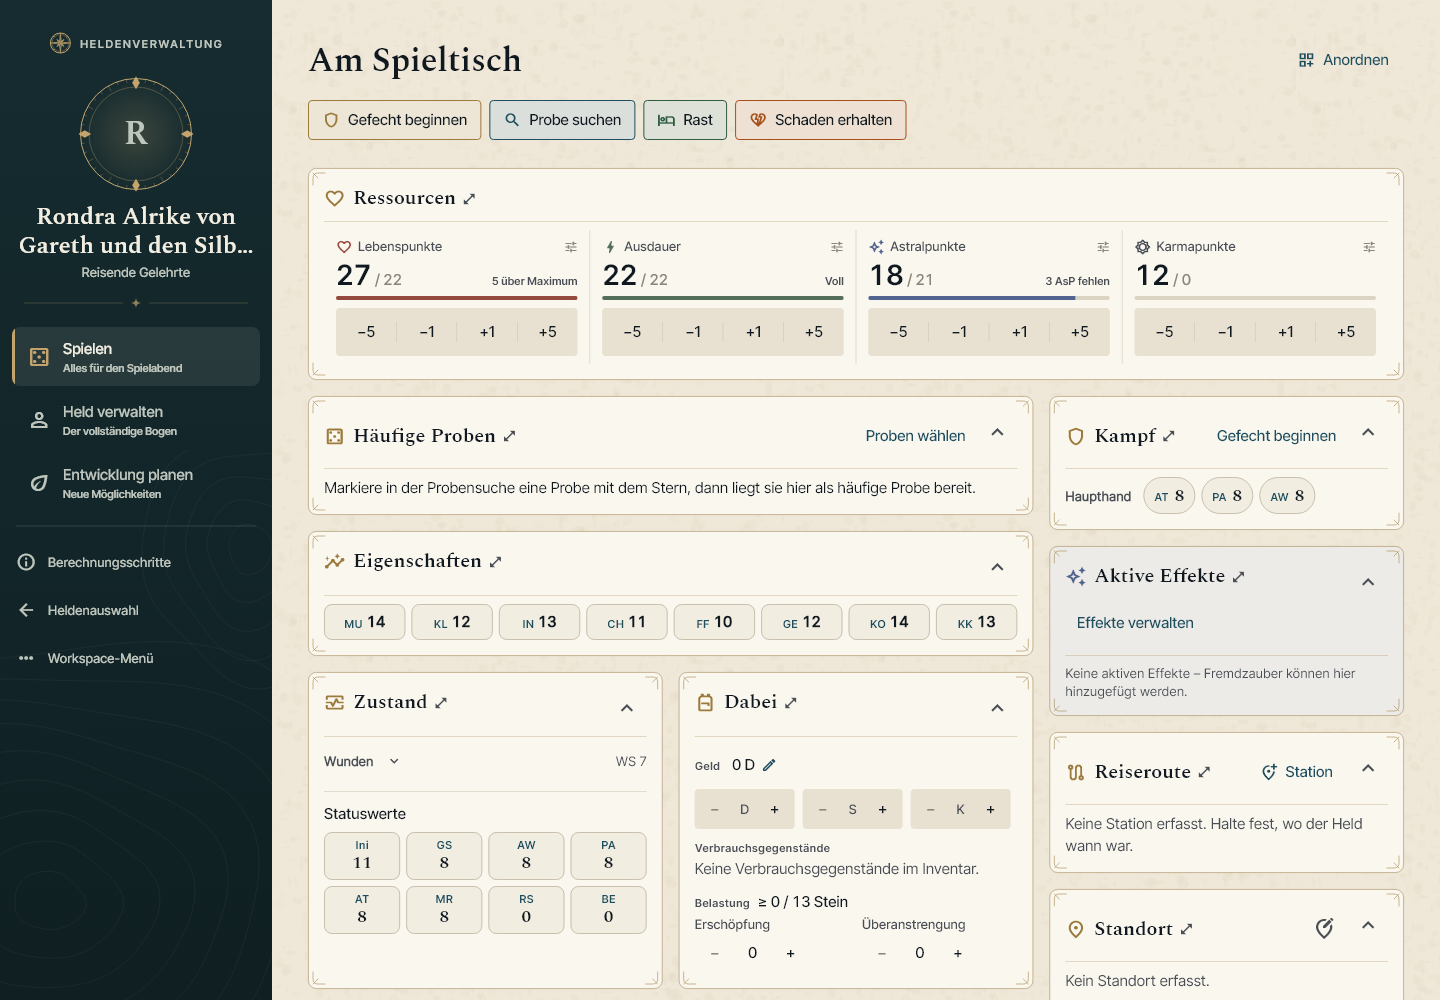 HELDENVERWALTUNG
R
Rondra Alrike von
Gareth und den Silb...
Reisende Gelehrte
Spielen
Alles für den Spielabend
Held verwalten
Der vollständige Bogen
Entwicklung planen
Neue Möglichkeiten
Berechnungsschritte
Heldenauswahl
Workspace-Menü
Am Spieltisch
Anordnen
Gefecht beginnen
Probe suchen
Rast
Schaden erhalten
Ressourcen
Lebenspunkte
27 / 22
5 über Maximum
−5 −1 +1 +5
Ausdauer
22 / 22
Voll
−5 −1 +1 +5
Astralpunkte
18 / 21
3 AsP fehlen
−5 −1 +1 +5
Karmapunkte
12 / 0
−5 −1 +1 +5
Häufige Proben
Proben wählen
Markiere in der Probensuche eine Probe mit dem Stern, dann liegt sie hier als häufige Probe bereit.
Eigenschaften
MU 14 KL 12 IN 13 CH 11 FF 10 GE 12 KO 14 KK 13
Zustand
Wunden
WS 7
Statuswerte
Ini GS AW PA
11 8 8 8
AT MR RS BE
8 8 0 0
Dabei
Geld 0 D
− D + − S + − K +
Verbrauchsgegenstände
Keine Verbrauchsgegenstände im Inventar.
Belastung ≥ 0 / 13 Stein
Erschöpfung Überanstrengung
− 0 + − 0 +
Kampf
Gefecht beginnen
Haupthand AT 8 PA 8 AW 8
Aktive Effekte
Effekte verwalten
Keine aktiven Effekte – Fremdzauber können hier
hinzugefügt werden.
Reiseroute
Station
Keine Station erfasst. Halte fest, wo der Held
wann war.
Standort
Kein Standort erfasst.